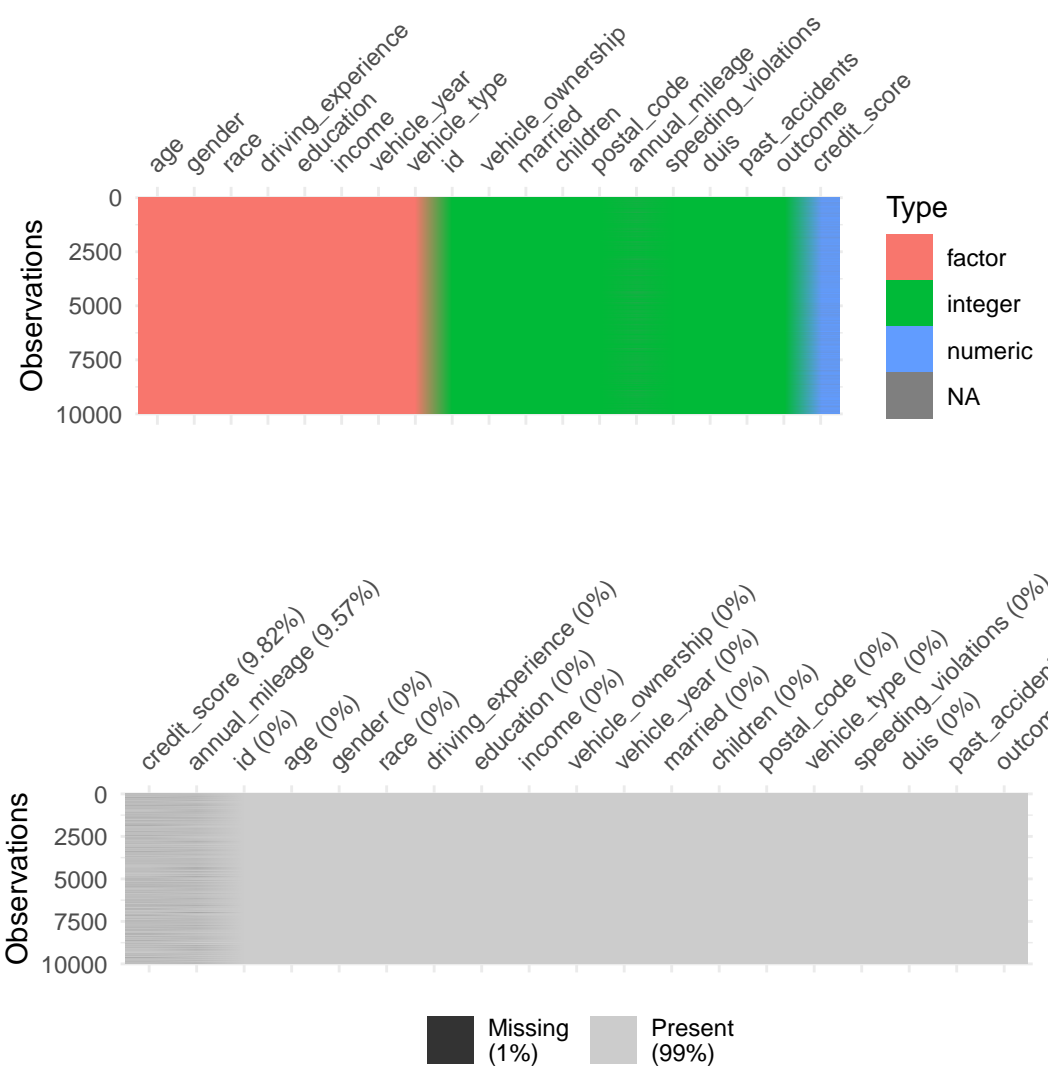 age
gender
race
driving_experience
education
income
vehicle_year
vehicle_type
id
vehicle_ownership
married
children
postal_code
annual_mileage
speeding_violations
duis
past_accidents
outcome
credit_score
Observations
0
2500
5000
7500
10000
Type
factor
integer
numeric
NA
credit_score (9.82%)
annual_mileage (9.57%)
id (0%)
age (0%)
gender (0%)
race (0%)
driving_experience (0%)
education (0%)
income (0%)
vehicle_ownership (0%)
vehicle_year (0%)
married (0%)
children (0%)
postal_code (0%)
vehicle_type (0%)
speeding_violations (0%)
duis (0%)
past_accident
outcom
Observations
0
2500
5000
7500
10000
Missing
(1%)
Present
(99%)